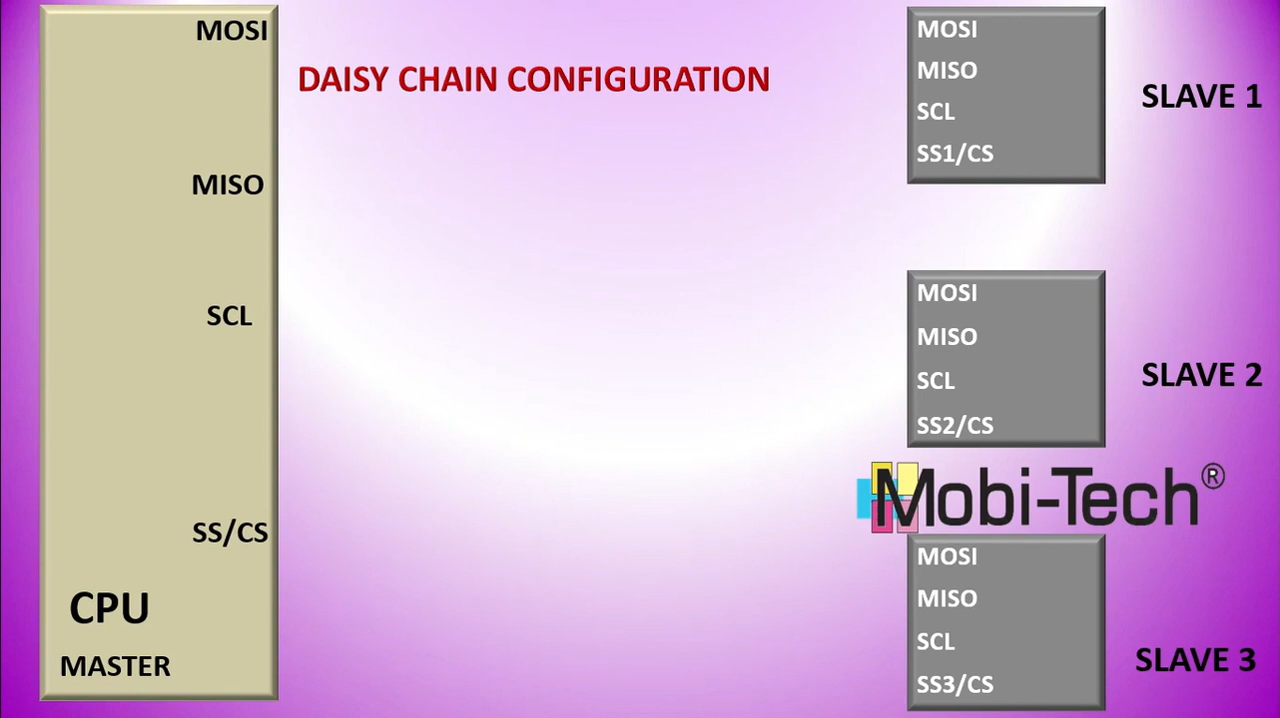 MOSI
MISO
SCL
SS/CS
CPU
MASTER
DAISY CHAIN CONFIGURATION
MOSI
MISO
SCL
SS1/CS
SLAVE 1
MOSI
MISO
SCL
SS2/CS
SLAVE 2
Mobi-Tech®
MOSI
MISO
SCL
SS3/CS
SLAVE 3